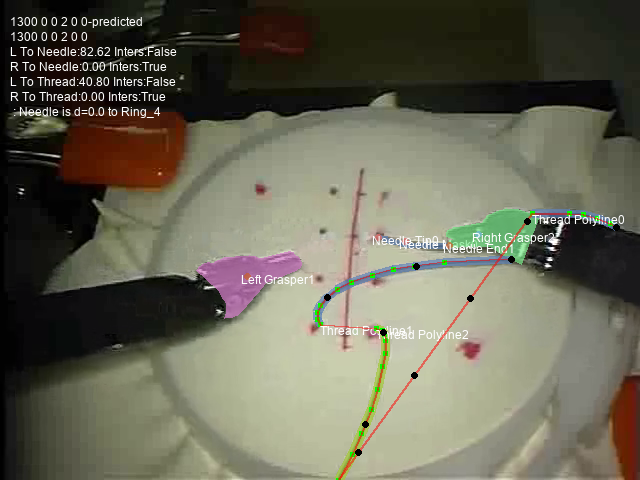 1300 0 0 2 0 0-predicted
1300 0 0 2 0 0
L To Needle:82.62 Inters:False
R To Needle:0.00 Inters:True
L To Thread:40.80 Inters:False
R To Thread:0.00 Inters:True
: Needle is d=0.0 to Ring_4
Thread Polyline0
Right Grasper2
Needle Tip0
Needle End1
Left Grasper1
Thread Polyline1
Thread Polyline2